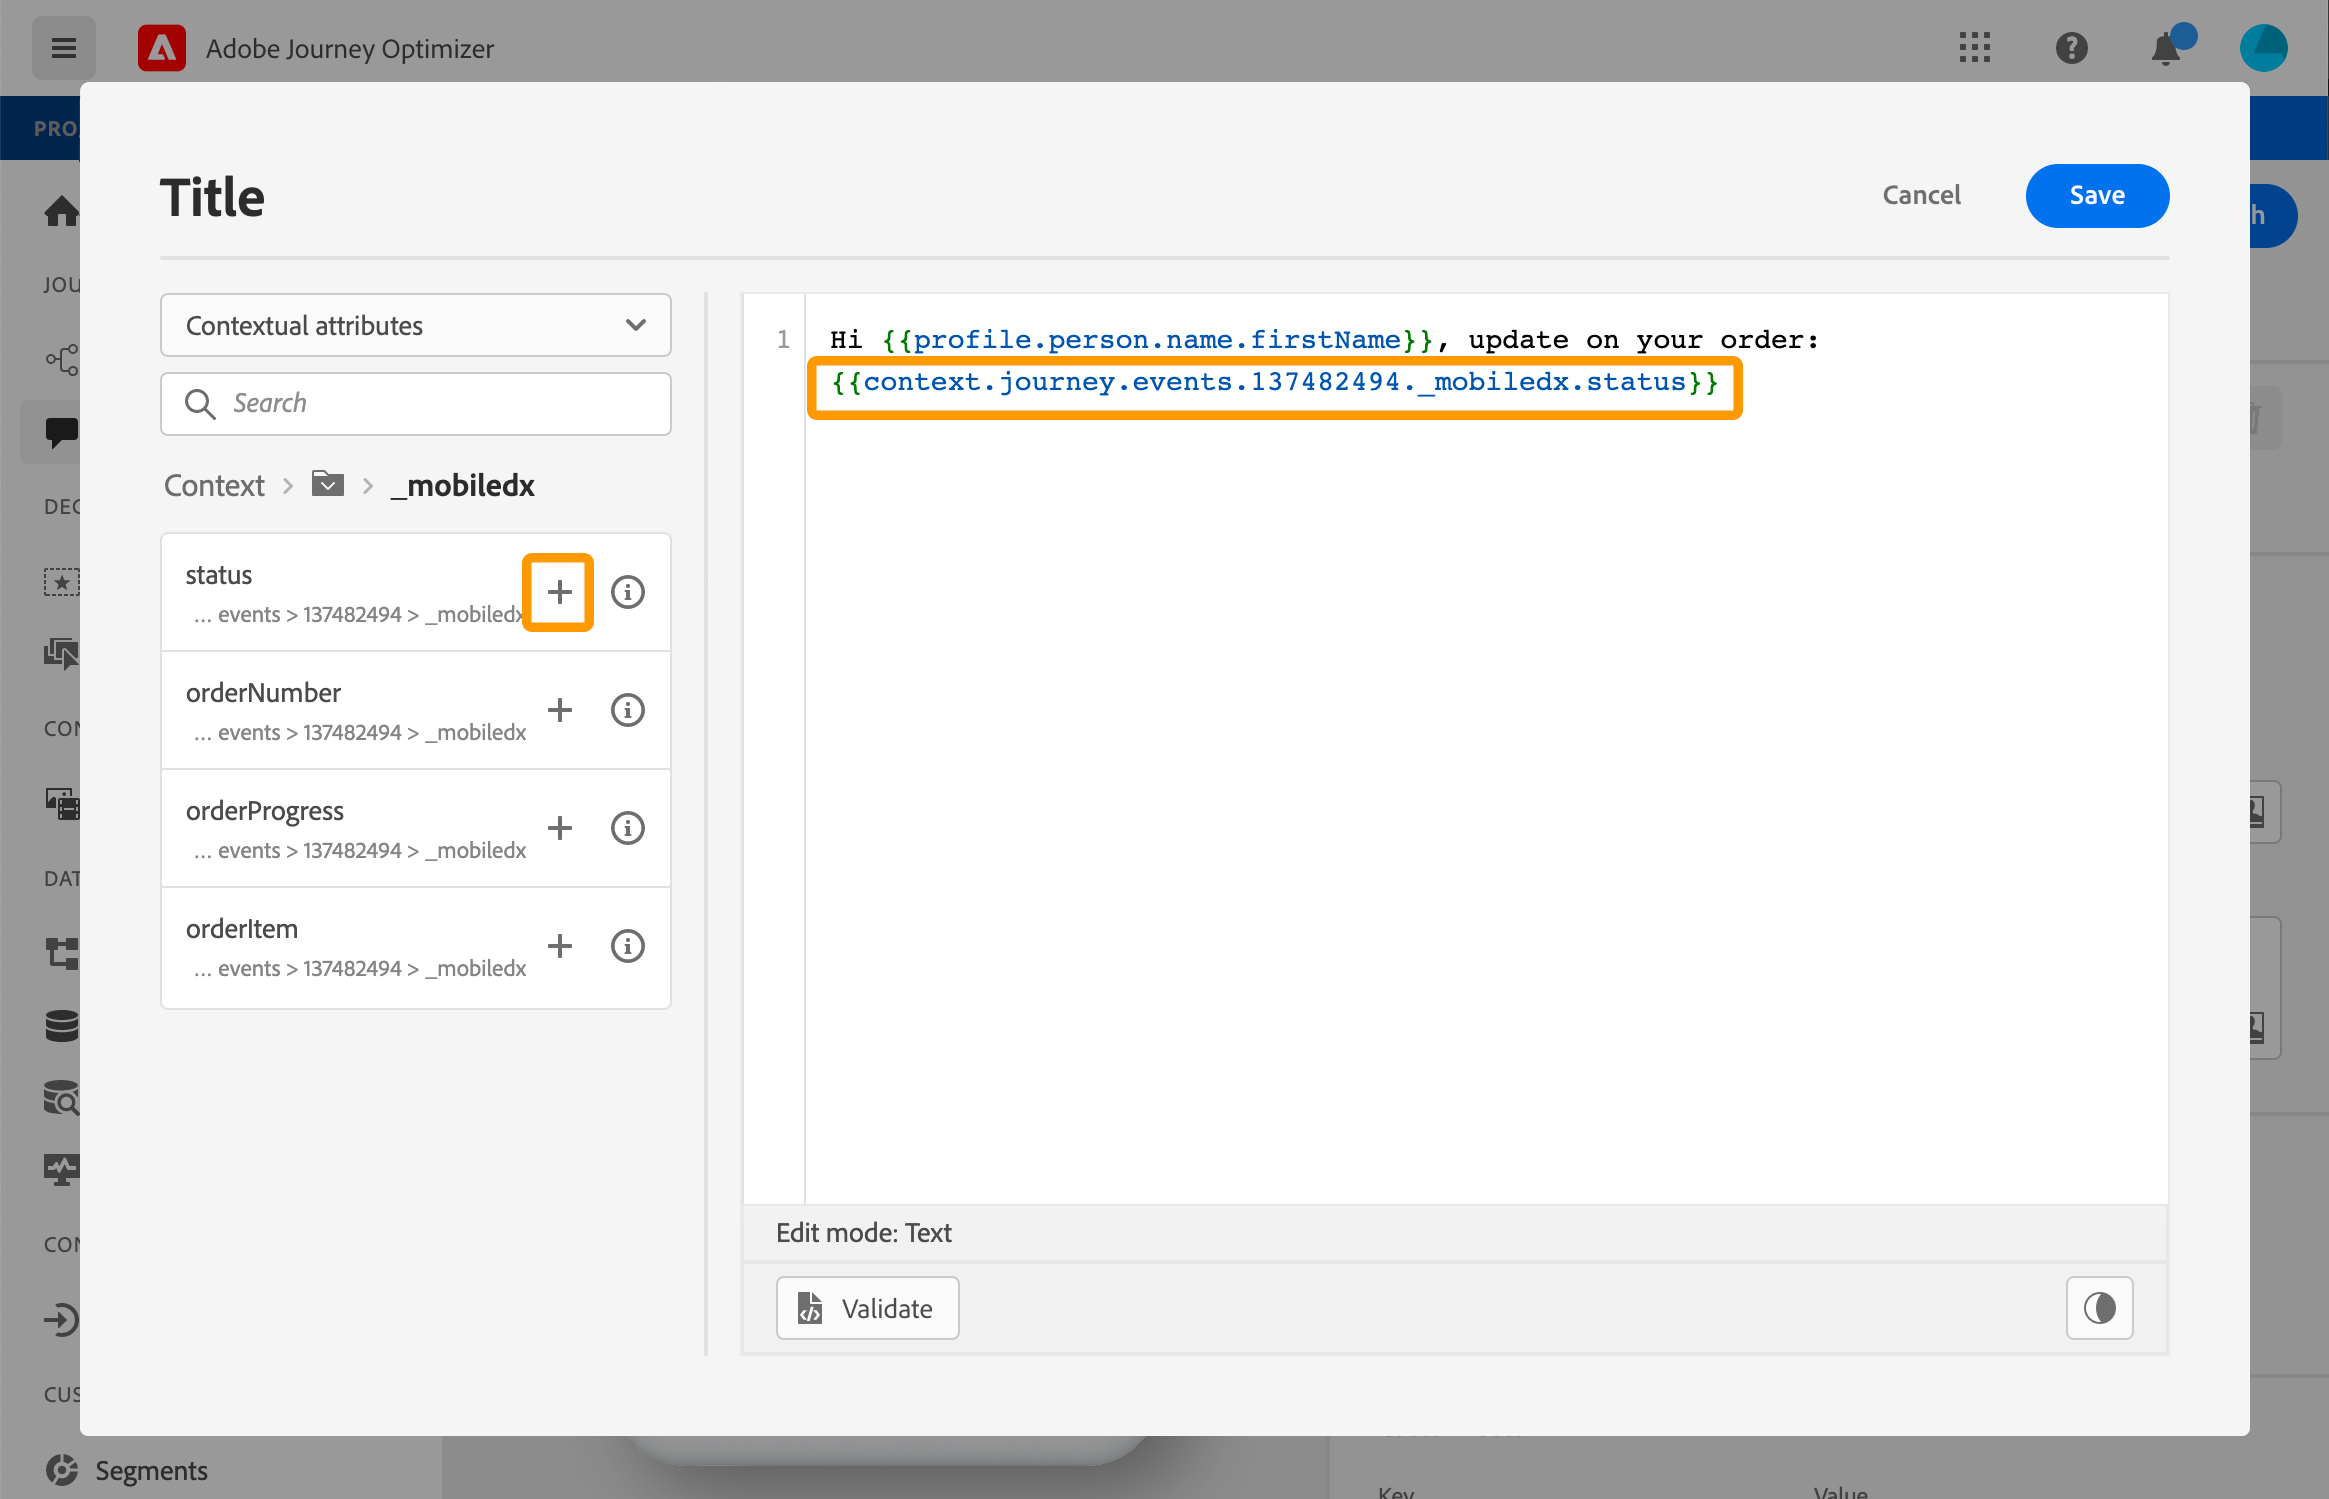 Adobe Journey Optimizer
Title
Cancel
Save
Contextual attributes
Search
Context > > _mobiledx
status
... events > 137482494 > _mobiledx
orderNumber
... events > 137482494 > _mobiledx
orderProgress
... events > 137482494 > _mobiledx
orderItem
... events > 137482494 > _mobiledx
1
Hi {{profile.person.name.firstName}}, update on your order:
{{context.journey.events.137482494._mobiledx.status}}
Edit mode: Text
Validate
PRO
h
JOU
DEC
CON
DAT
CON
CUS
Segments
Key
Value